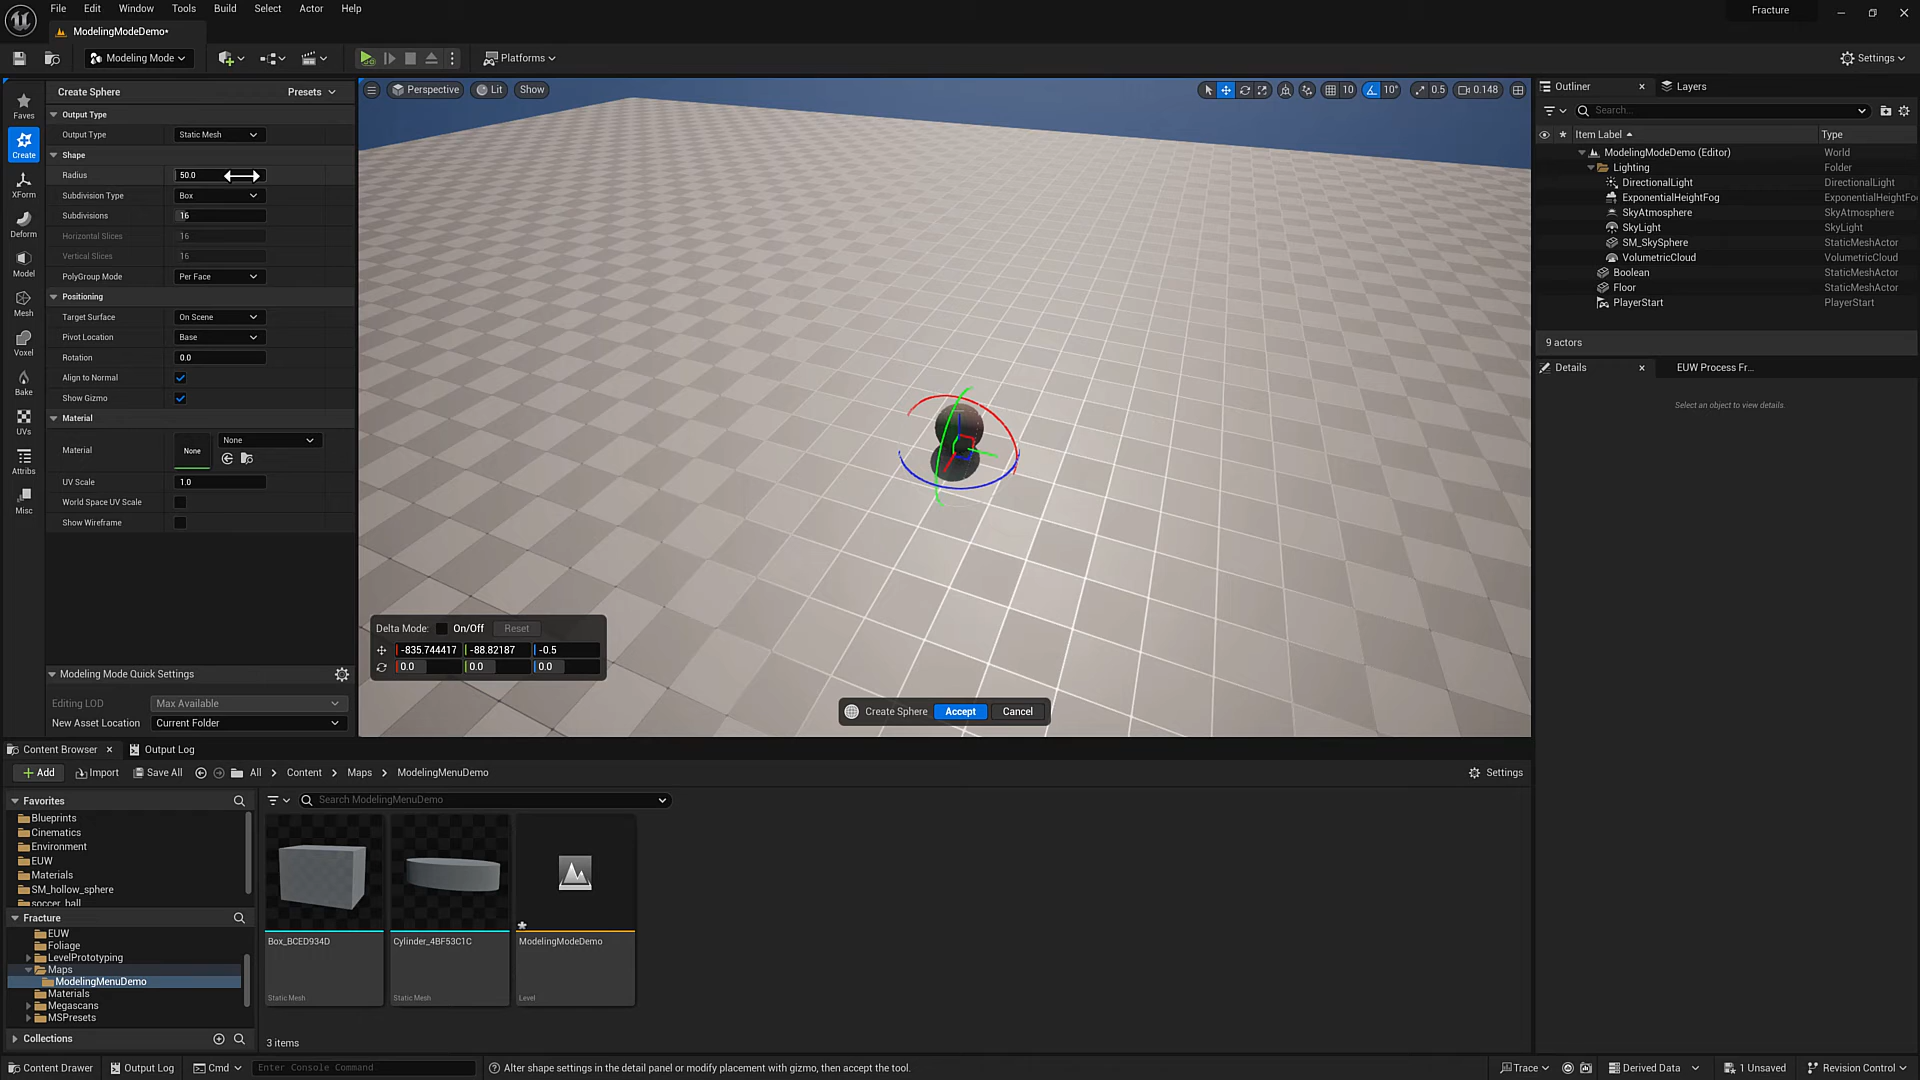 File Edit Window Tools Build Select Actor Help
Fracture
ModelingModeDemo*
Modeling Mode
Platforms
Settings
Create Sphere
Presets
Faves
Create
XForm
Deform
Model
Mesh
Voxel
Bake
UVs
Attribs
Misc
Output Type
Output Type Static Mesh
Shape
Radius 50.0
Subdivision Type Box
Subdivisions 16
Horizontal Slices 16
Vertical Slices 16
PolyGroup Mode Per Face
Positioning
Target Surface On Scene
Pivot Location Base
Rotation 0.0
Align to Normal
Show Gizmo
Material
Material None None
UV Scale 1.0
World Space UV Scale
Show Wireframe
Modeling Mode Quick Settings
Editing LOD Max Available
New Asset Location Current Folder
Perspective Lit Show
10 10° 0.5 0.148
Delta Mode: On/Off Reset
-835.744417 -88.82187 -0.5
0.0 0.0 0.0
Create Sphere Accept Cancel
Outliner Layers
Search...
Item Label Type
ModelingModeDemo (Editor) World
Lighting Folder
DirectionalLight DirectionalLight
ExponentialHeightFog ExponentialHeightFo
SkyAtmosphere SkyAtmosphere
SkyLight SkyLight
SM_SkySphere StaticMeshActor
VolumetricCloud VolumetricCloud
Boolean StaticMeshActor
Floor StaticMeshActor
PlayerStart PlayerStart
9 actors
Details EUW Process Fr...
Select an object to view details.
Content Browser Output Log
Add Import Save All All > Content > Maps > ModelingMenuDemo
Settings
Favorites
Blueprints
Cinematics
Environment
EUW
Materials
SM_hollow_sphere
soccer_ball
Fracture
EUW
Foliage
LevelPrototyping
Maps
ModelingMenuDemo
Materials
Megascans
MSPresets
Collections
Search ModelingMenuDemo
Box_BCED934D
Static Mesh
Cylinder_4BF53C1C
Static Mesh
ModelingModeDemo
Level
3 items
Content Drawer Output Log Cmd Enter Console Command
Alter shape settings in the detail panel or modify placement with gizmo, then accept the tool.
Trace Derived Data 1 Unsaved Revision Control